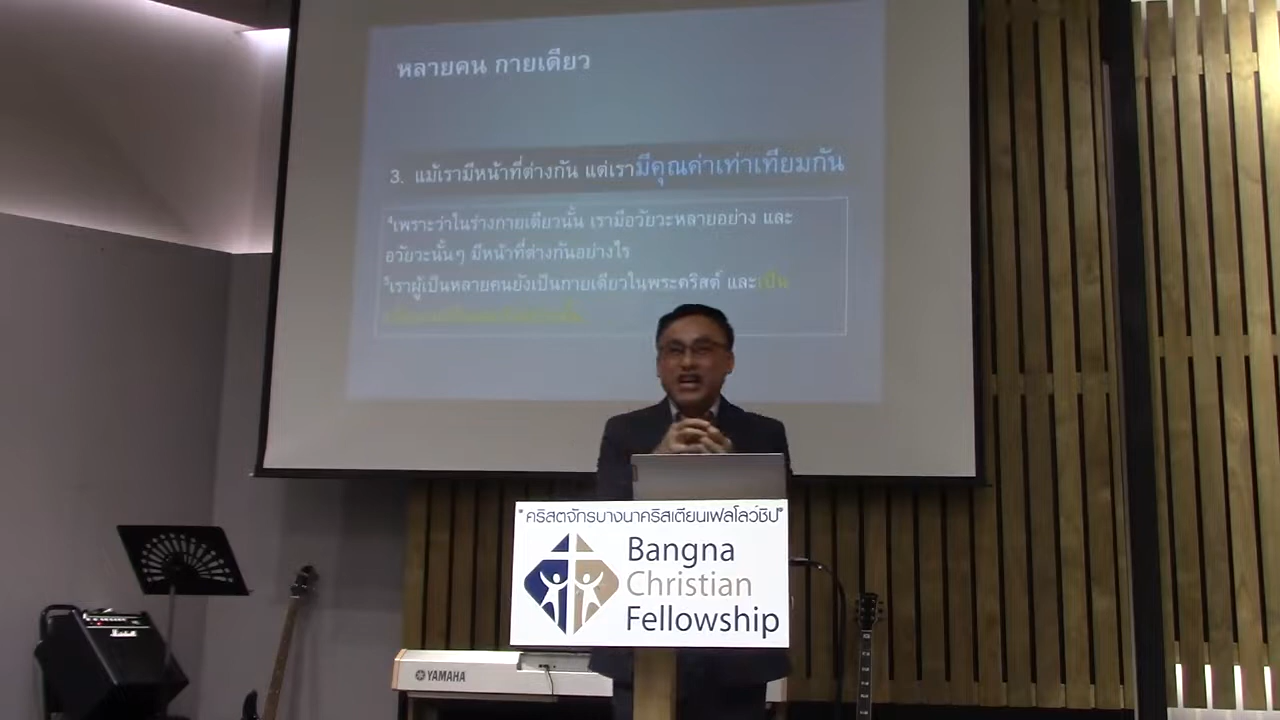 หลายคน กายเดียว
3. แม้เรามีหน้าที่ต่างกัน แต่เรามีคุณค่าเท่าเทียมกัน
4เพราะว่าในร่างกายเดียวนั้น เรามีอวัยวะหลายอย่าง และ
อวัยวะนั้นๆ มีหน้าที่ต่างกันอย่างไร
5เราผู้เป็นหลายคนยังเป็นกายเดียวในพระคริสต์ และเป็น
"คริสตจักรบางนาคริสเตียนเฟลโลว์ชิป"
Bangna
Christian
Fellowship
YAMAHA